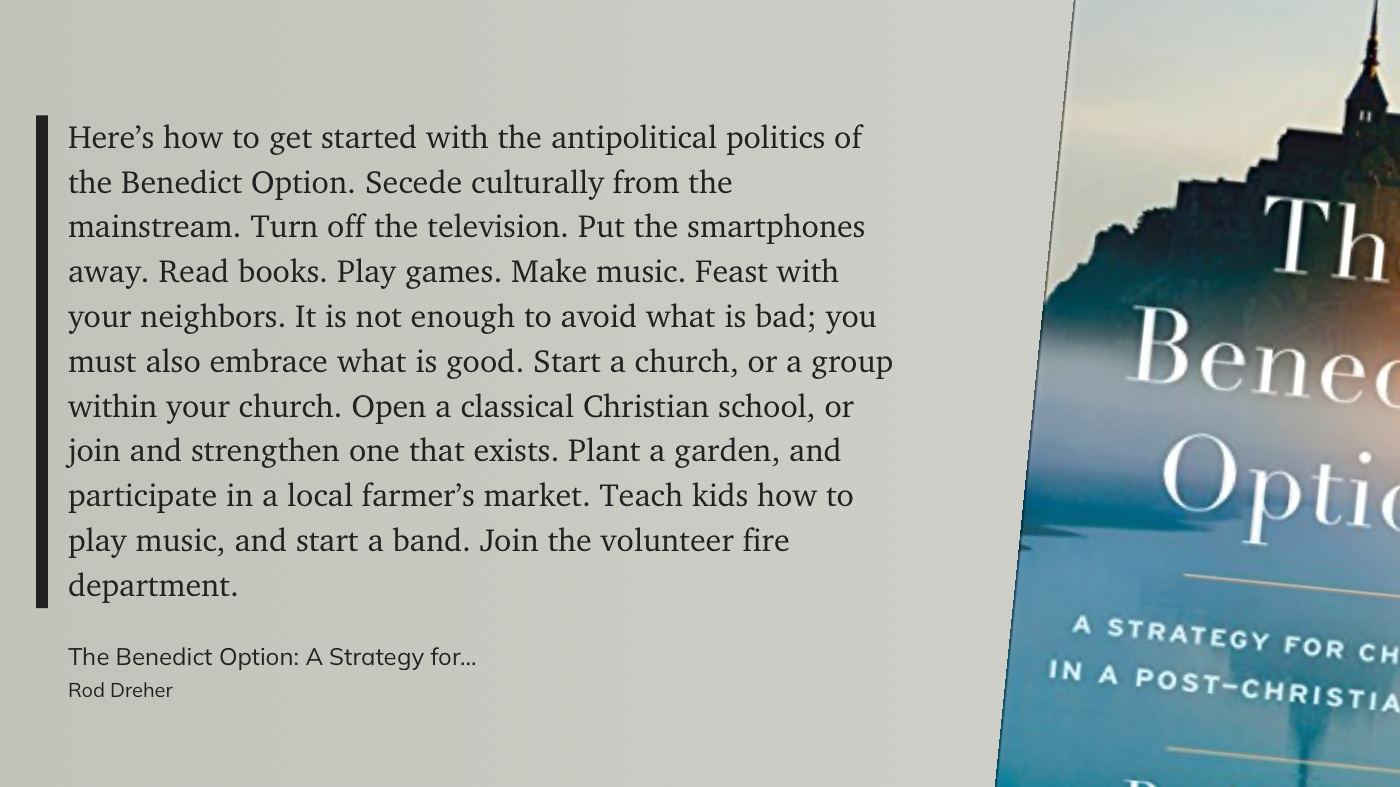 Here’s how to get started with the antipolitical politics of
the Benedict Option. Secede culturally from the
mainstream. Turn off the television. Put the smartphones
away. Read books. Play games. Make music. Feast with
your neighbors. It is not enough to avoid what is bad; you
must also embrace what is good. Start a church, or a group
within your church. Open a classical Christian school, or
join and strengthen one that exists. Plant a garden, and
participate in a local farmer’s market. Teach kids how to
play music, and start a band. Join the volunteer fire
department.
The Benedict Option: A Strategy for...
Rod Dreher
Th
Bened
Optio
A STRATEGY FOR CH
IN A POST–CHRISTIA